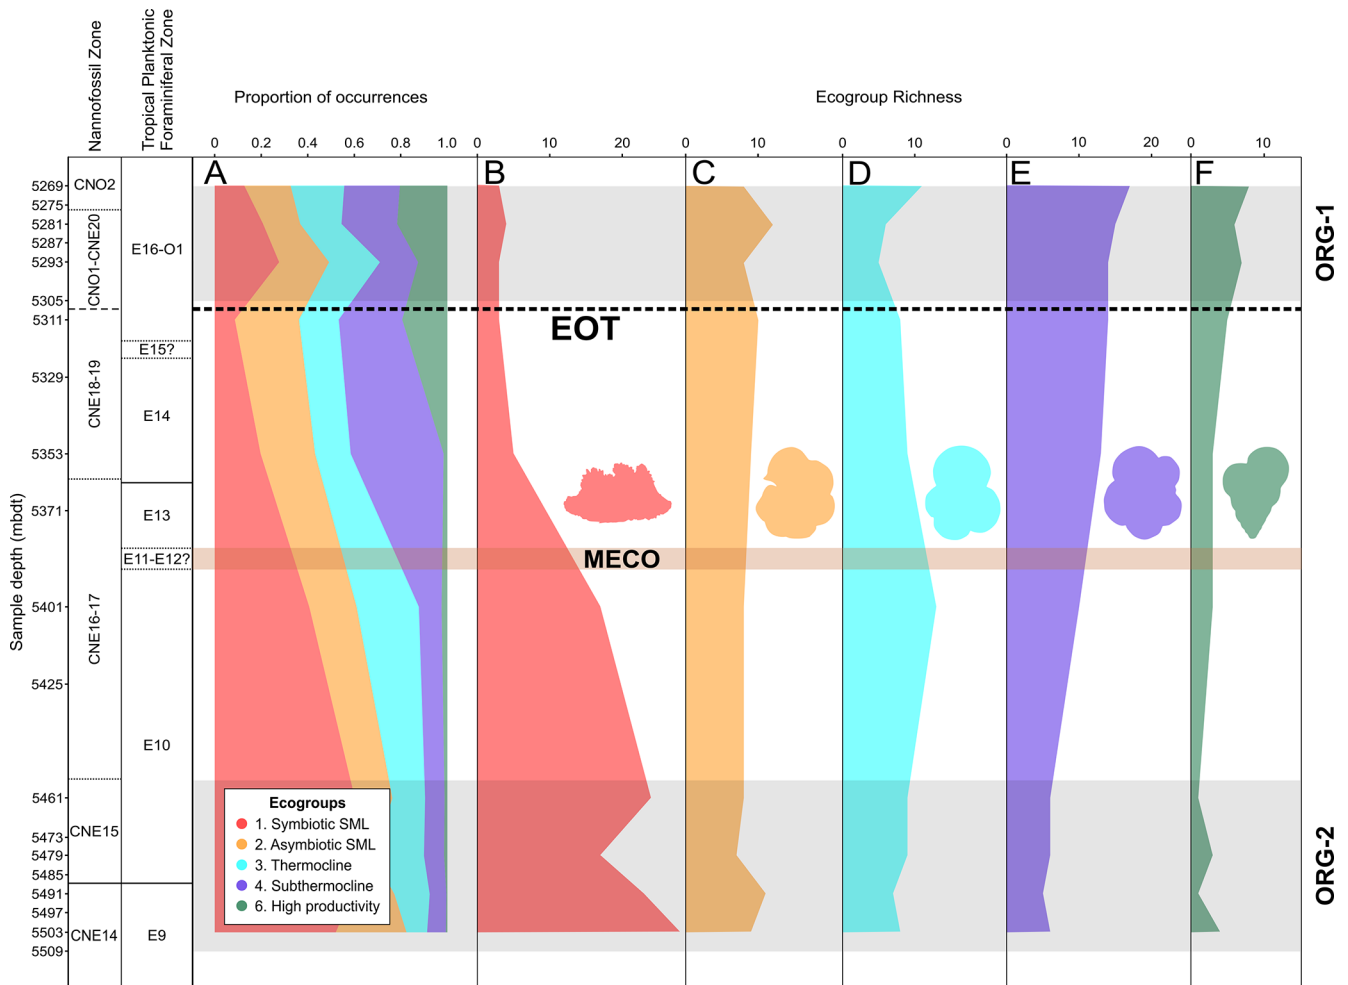 Nannofossil Zone
Tropical Planktonic
Foraminiferal Zone
Proportion of occurrences
Ecogroup Richness
0 0.2 0.4 0.6 0.8 1.0 0 10 20 0 10 0 10 0 10 20 0 10
A B C D E F
Sample depth (mbdt)
5269
5275
5281
5287
5293
5305
5311
5329
5353
5371
5401
5425
5461
5473
5479
5485
5491
5497
5503
5509
CNO2
CNO1-CNE20
CNE18-19
CNE16-17
CNE15
CNE14
E16-O1
E15?
E14
E13
E11-E12?
E10
E9
EOT
MECO
ORG-1
ORG-2
Ecogroups
1. Symbiotic SML
2. Asymbiotic SML
3. Thermocline
4. Subthermocline
6. High productivity